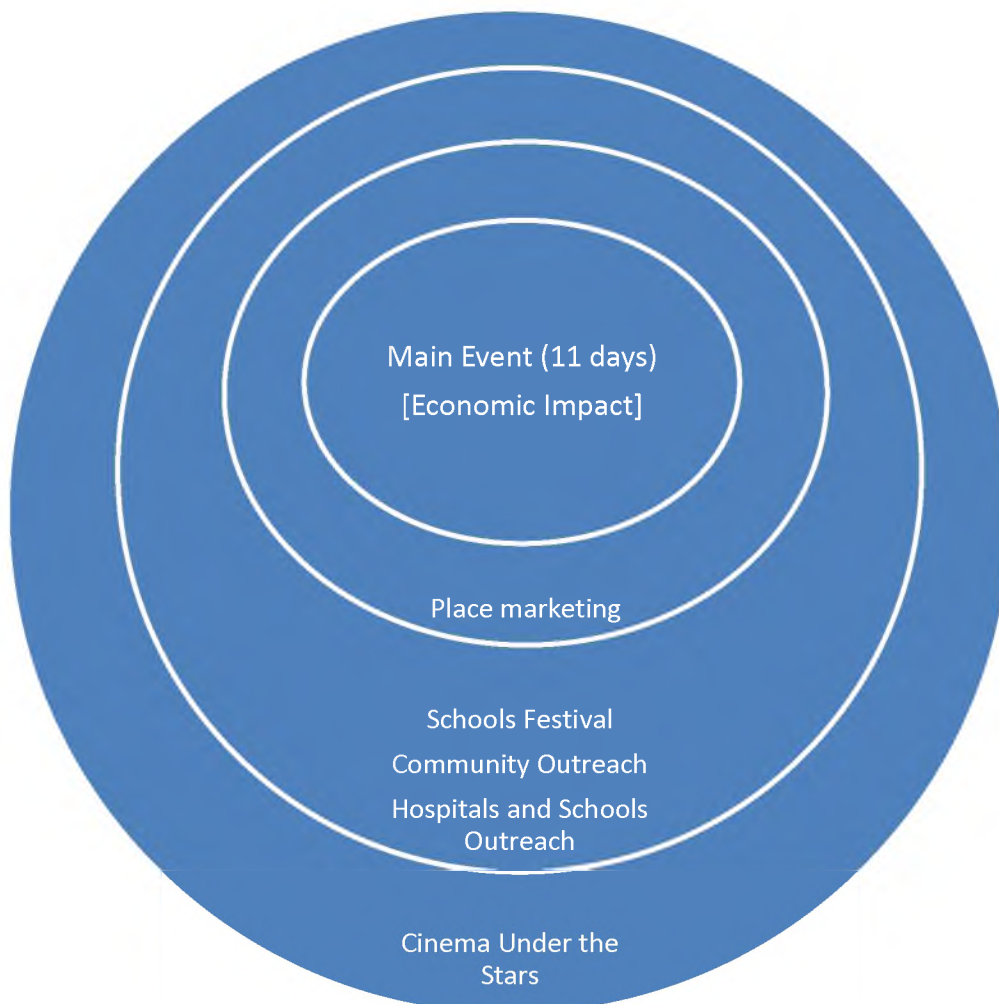 Main Event (11 days)
[Economic Impact]
Place marketing
Schools Festival
Community Outreach
Hospitals and Schools
Outreach
Cinema Under the
Stars